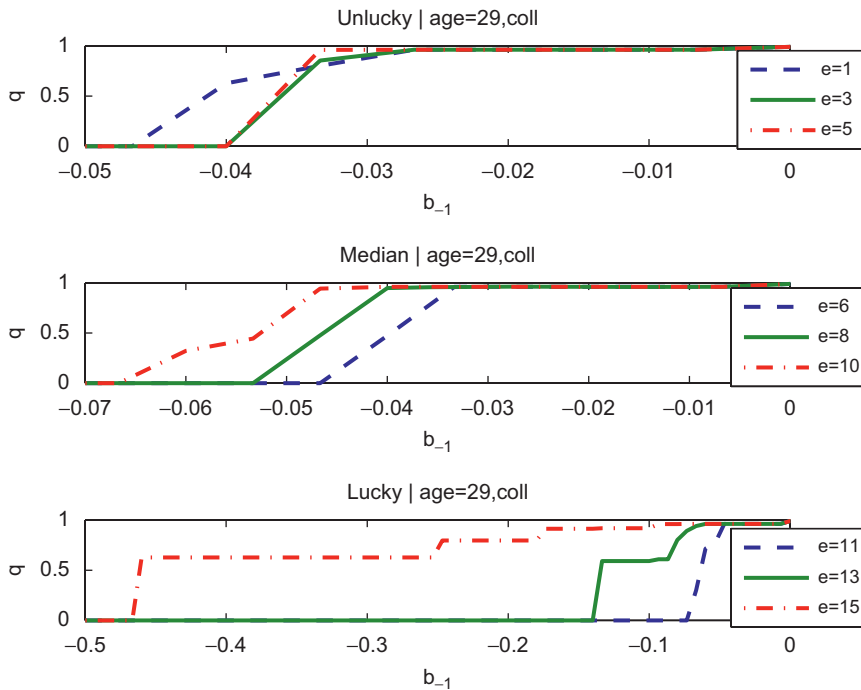 Unlucky | age=29,coll
q
1
0.5
0
−0.05
−0.04
−0.03
−0.02
−0.01
0
b−1
e=1
e=3
e=5
Median | age=29,coll
q
1
0.5
0
−0.07
−0.06
−0.05
−0.04
−0.03
−0.02
−0.01
0
b−1
e=6
e=8
e=10
Lucky | age=29,coll
q
1
0.5
0
−0.5
−0.4
−0.3
−0.2
−0.1
0
b−1
e=11
e=13
e=15